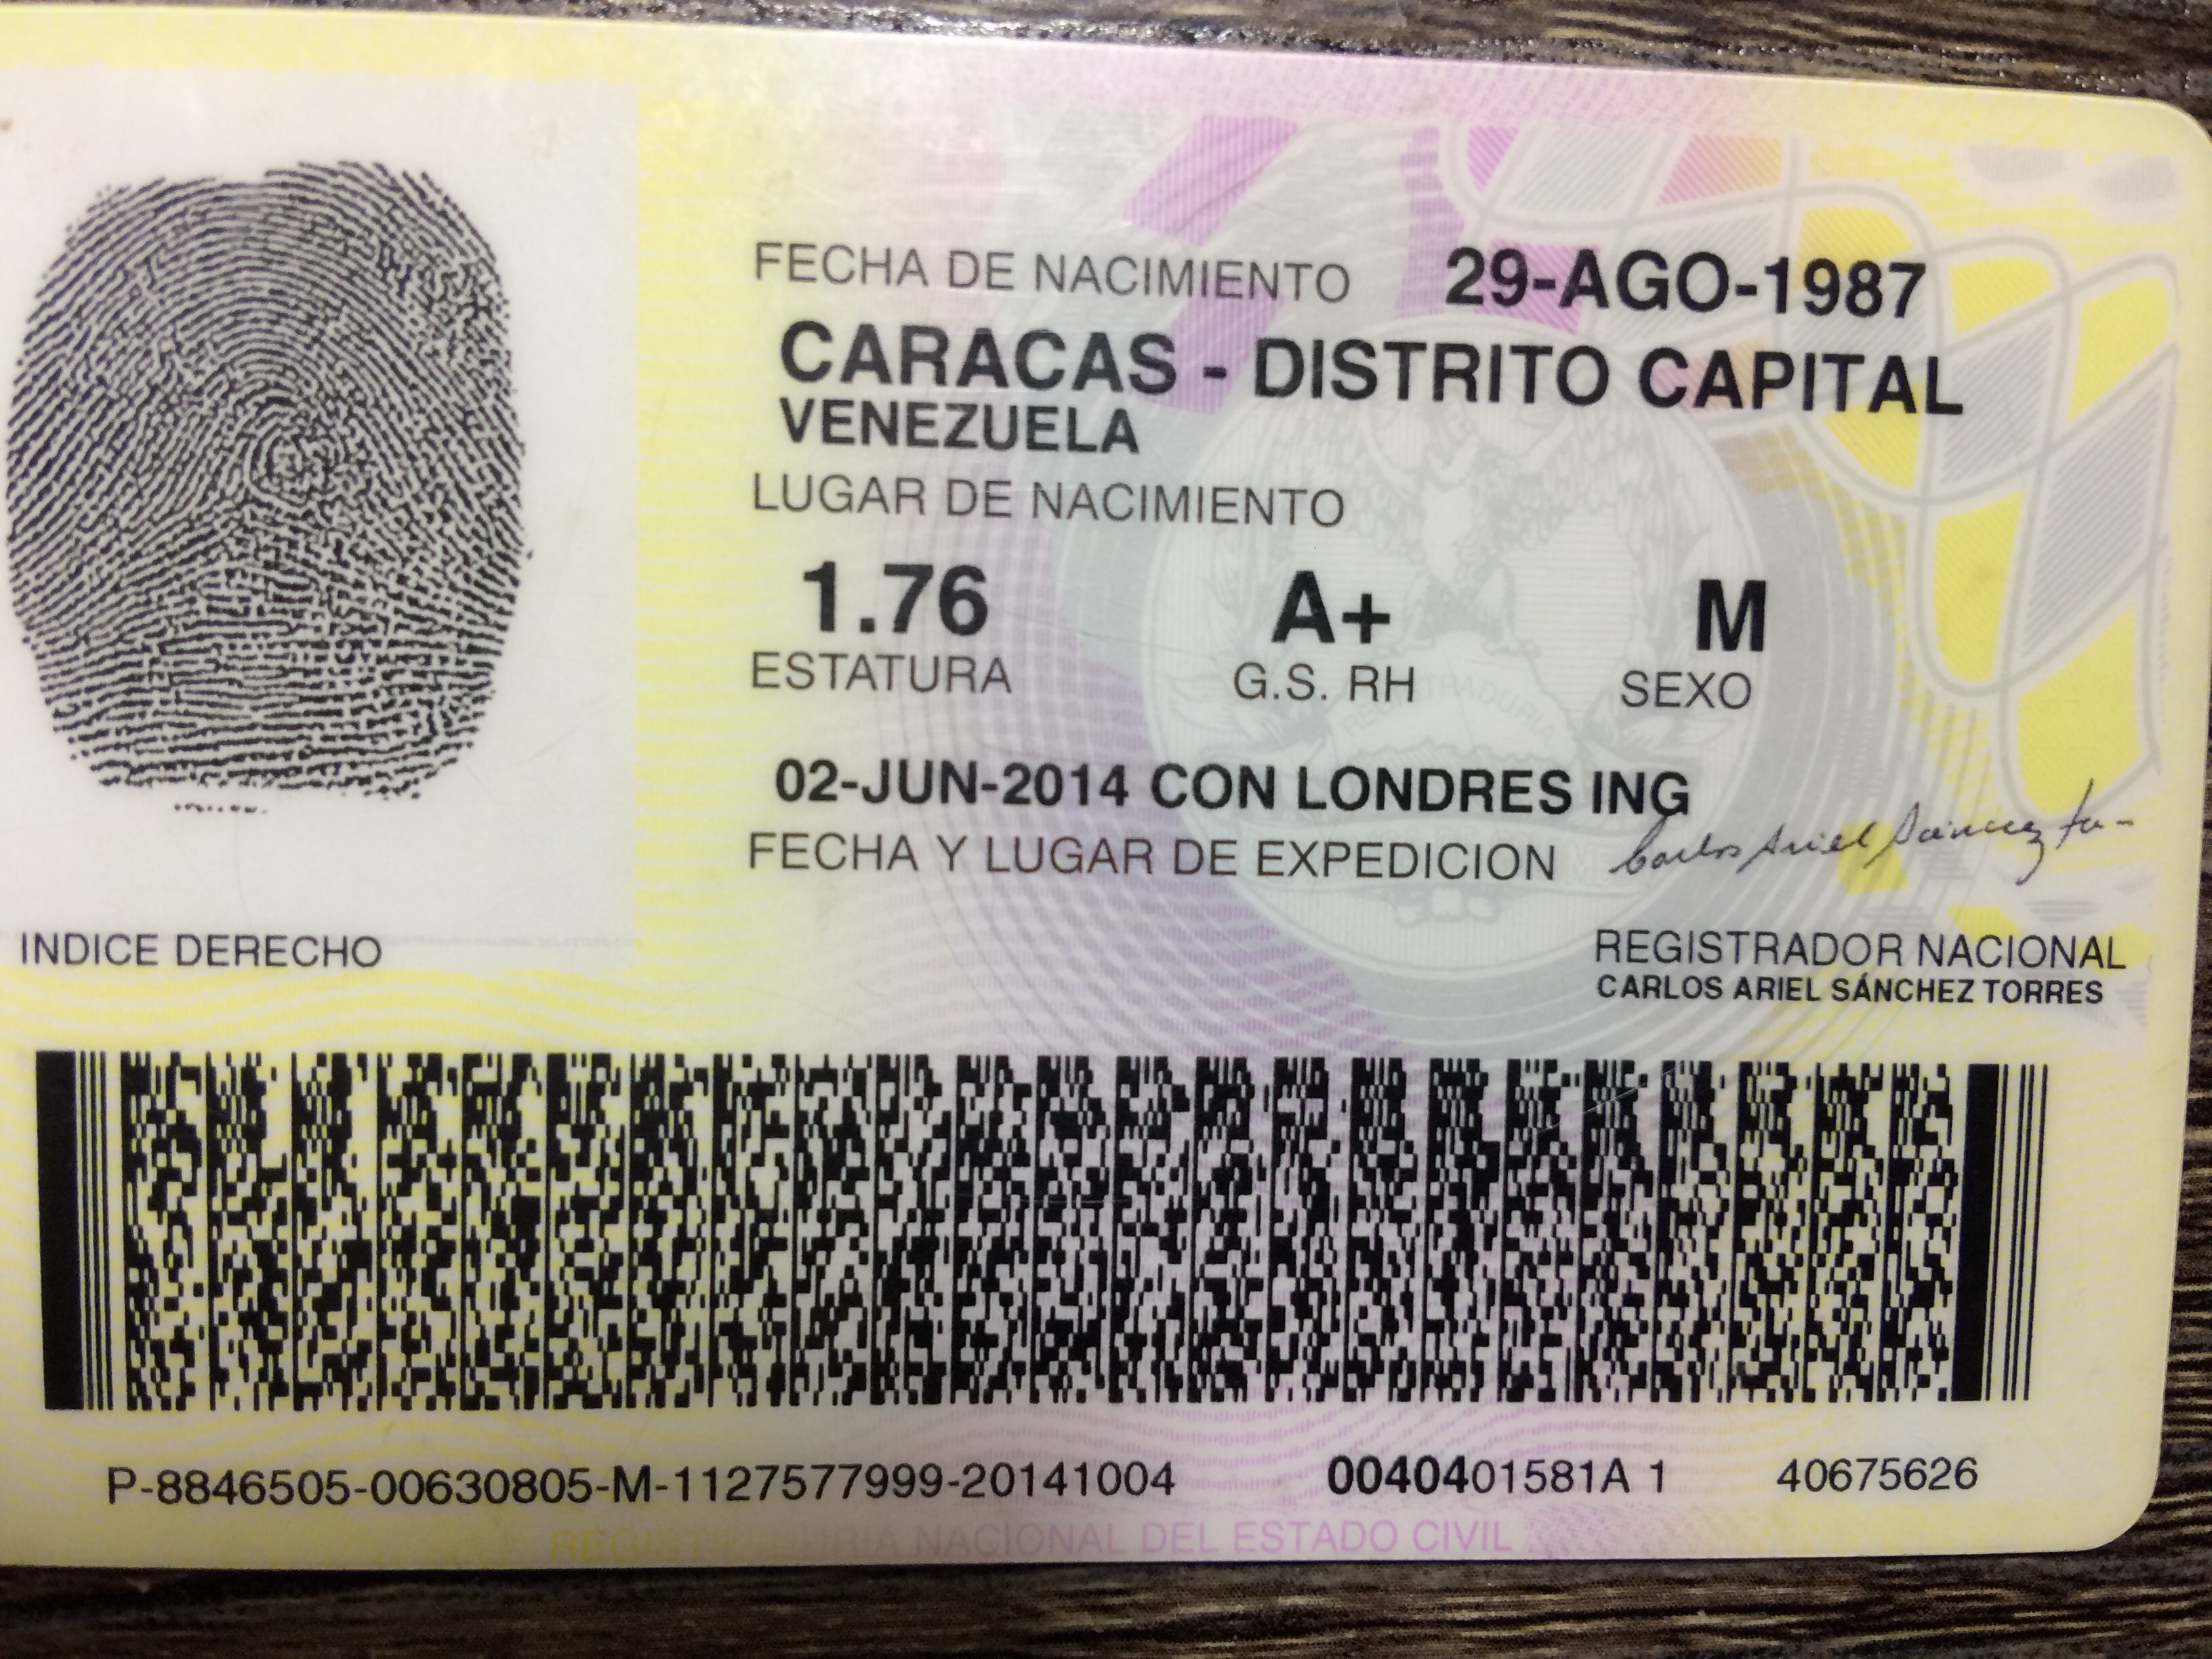 FECHA DE NACIMIENTO 29-AGO-1987
CARACAS - DISTRITO CAPITAL
VENEZUELA
LUGAR DE NACIMIENTO
1.76 A+ M
ESTATURA G.S. RH SEXO
02-JUN-2014 CON LONDRES ING
FECHA Y LUGAR DE EXPEDICION
INDICE DERECHO
Carlos Ariel Sánchez To-
REGISTRADOR NACIONAL
CARLOS ARIEL SÁNCHEZ TORRES
P-8846505-00630805-M-1127577999-20141004 0040401581A 1 40675626
REGISTRADURIA NACIONAL DEL ESTADO CIVIL